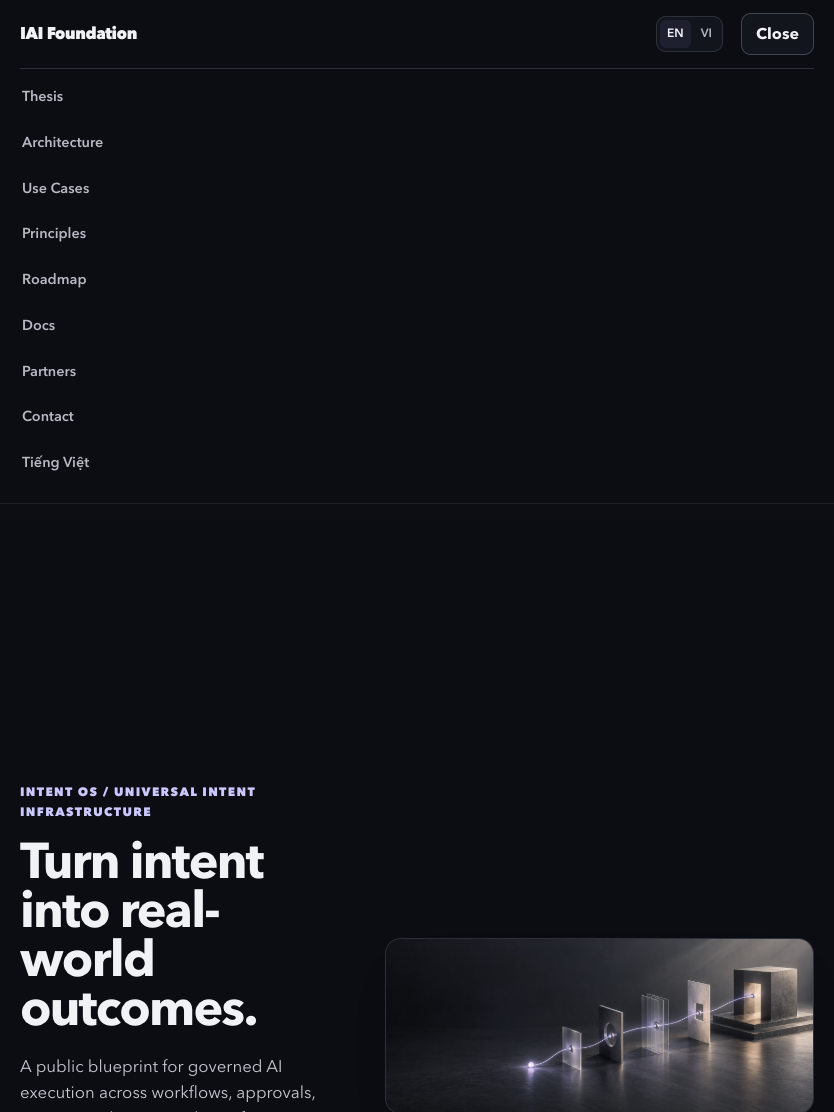 IAI Foundation
EN VI Close
Thesis
Architecture
Use Cases
Principles
Roadmap
Docs
Partners
Contact
Tiếng Việt
INTENT OS / UNIVERSAL INTENT
INFRASTRUCTURE
Turn intent
into real-
world
outcomes.
A public blueprint for governed AI
execution across workflows, approvals,